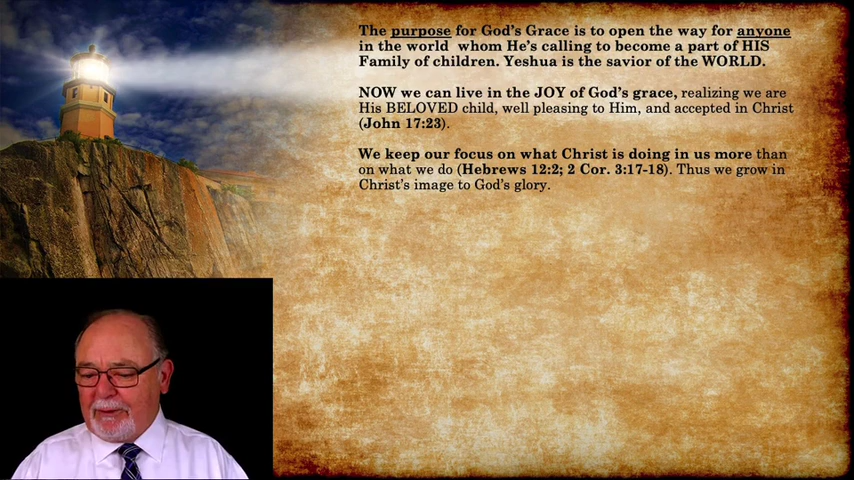 The purpose for God's Grace is to open the way for anyone
in the world whom He's calling to become a part of HIS
Family of children. Yeshua is the savior of the WORLD.
NOW we can live in the JOY of God's grace, realizing we are
His BELOVED child, well pleasing to Him, and accepted in Christ
(John 17:23).
We keep our focus on what Christ is doing in us more than
on what we do (Hebrews 12:2; 2 Cor. 3:17-18). Thus we grow in
Christ's image to God's glory.